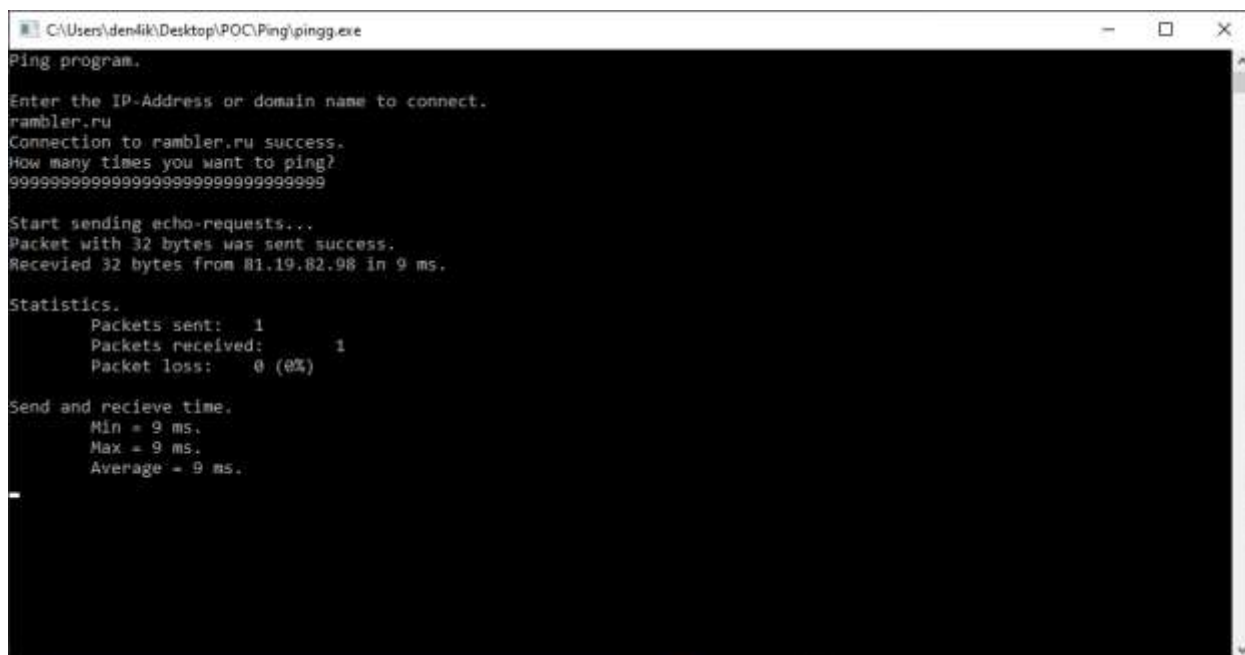 C:\Users\den4ik\Desktop\POC\Ping\pingg.exe
Ping program.
Enter the IP-Address or domain name to connect.
rambler.ru
Connection to rambler.ru success.
How many times you want to ping?
99999999999999999999999999999999
Start sending echo-requests...
Packet with 32 bytes was sent success.
Recevied 32 bytes from 81.19.82.98 in 9 ms.
Statistics.
Packets sent: 1
Packets received: 1
Packet loss: 0 (0%)
Send and recieve time.
Min = 9 ms.
Max = 9 ms.
Average = 9 ms.